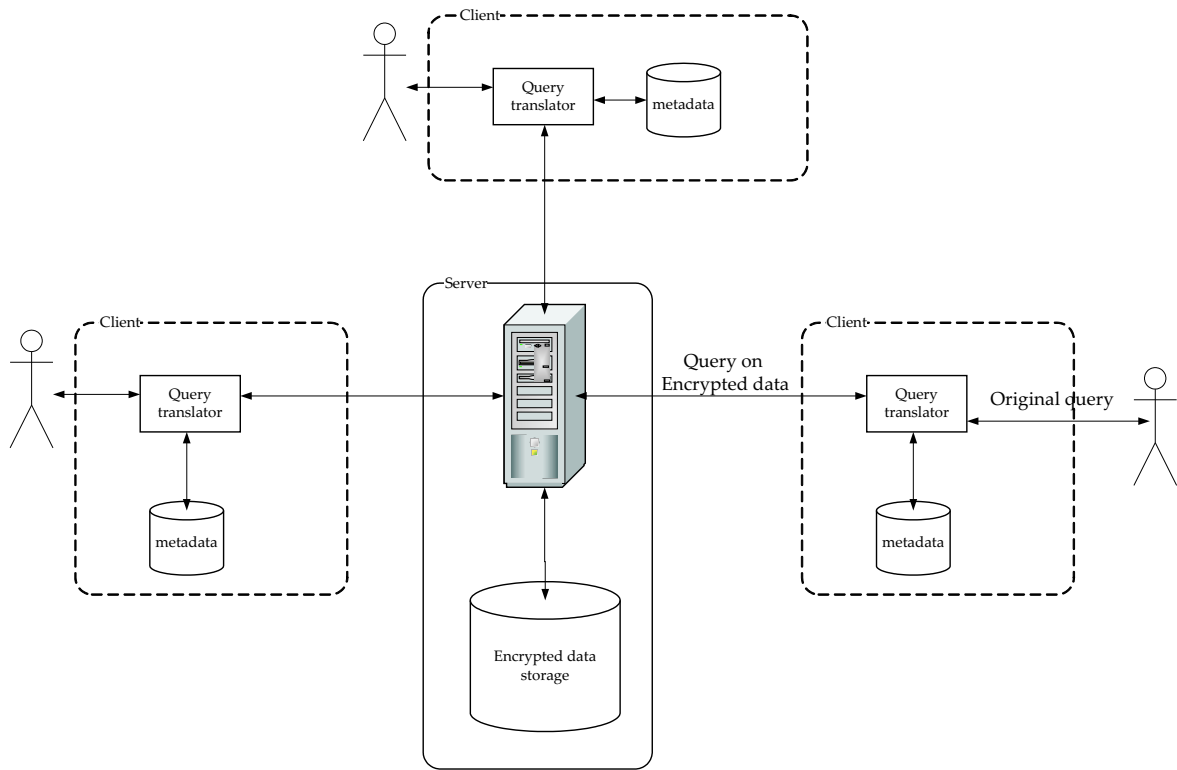 Client
Query
translator
metadata
Server
Client
Query
translator
metadata
Query on
Encrypted data
Client
Query
translator
Original query
metadata
Encrypted data
storage